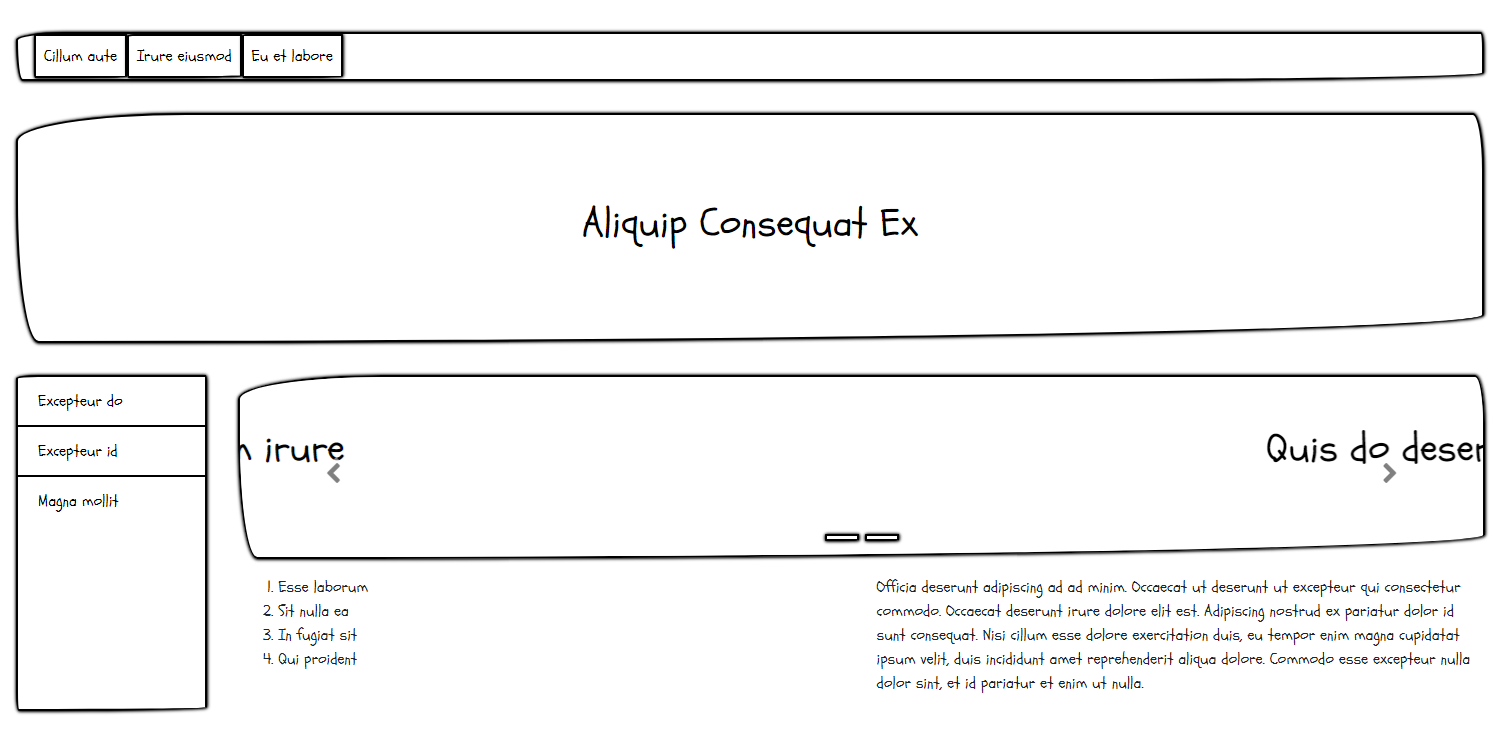 Cillum aute Irure eiusmod Eu et labore
Aliquip Consequat Ex
Excepteur do
Excepteur id
Magna mollit
irure
Quis do
1. Esse laborum
2. Sit nulla ea
3. In fugiat sit
4. Qui proident
Officia deserunt adipiscing ad ad minim. Occaecat ut deserunt ut excepteur qui consectetur
commodo. Occaecat deserunt irure dolore elit est. Adipiscing nostrud ex pariatur dolor id
sunt consequat. Nisi cillum esse dolore exercitation duis, eu tempor enim magna cupidatat
ipsum velit, duis incididunt amet reprehenderit aliqua dolore. Commodo esse excepteur nulla
dolor sint, et id pariatur et enim ut nulla.